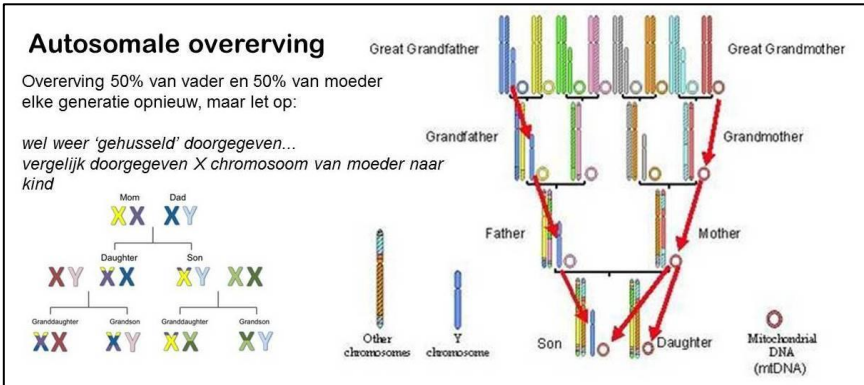 Autosomale overerving
Overerving 50% van vader en 50% van moeder
elke generatie opnieuw, maar let op:
wel weer ‘gehusseld’ doorgegeven...
vergelijk doorgegeven X chromosoom van moeder naar
kind
Mom Dad
XX XY
Daughter Son
XY XX XY XX
Granddaughter Grandson Granddaughter Grandson
XX XY XX XY
Great Grandfather Great Grandmother
Grandfather Grandmother
Father Mother
Son Daughter
Other
chromosomes
Y
chromosome
Mitochondrial
DNA
(mtDNA)